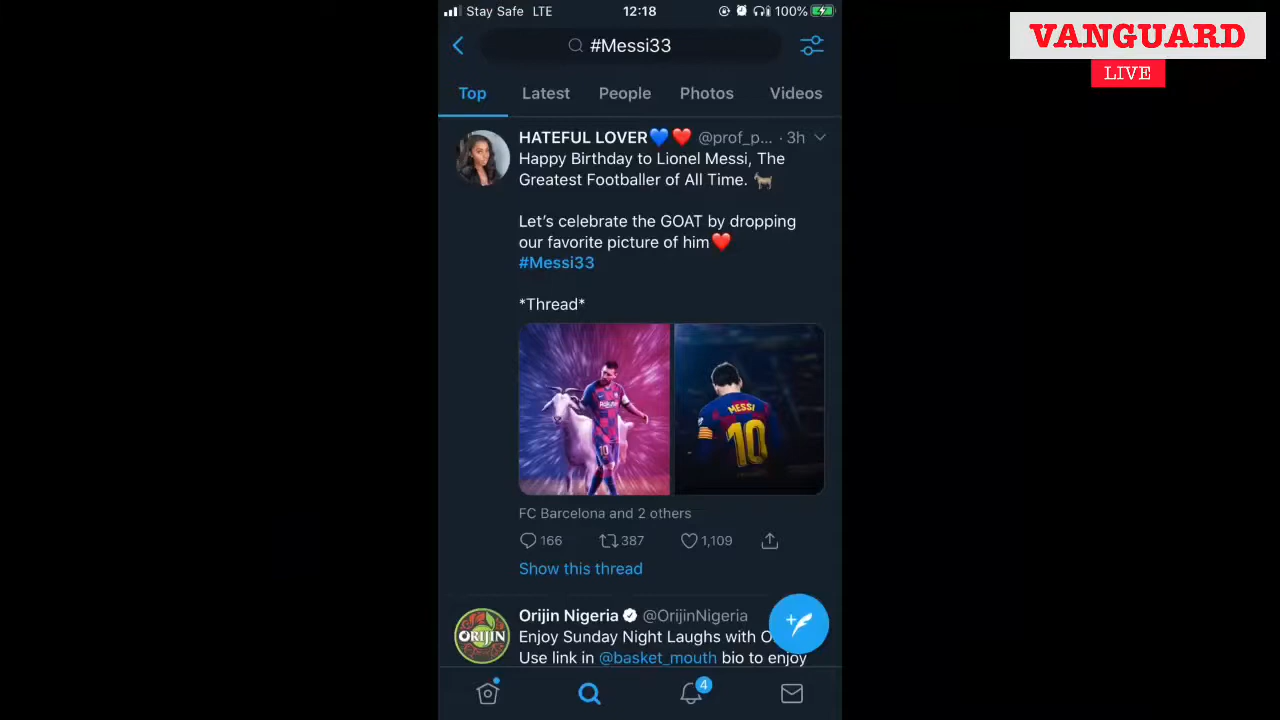 Stay Safe LTE 12:18 100%
VANGUARD
LIVE
#Messi33
Top Latest People Photos Videos
HATEFUL LOVER💙❤️ @prof_p... · 3h
Happy Birthday to Lionel Messi, The
Greatest Footballer of All Time. 🐐
Let’s celebrate the GOAT by dropping
our favorite picture of him❤️
#Messi33
*Thread*
MESSI
10
10
FC Barcelona and 2 others
166 387 1,109
Show this thread
Orijin Nigeria @OrijinNigeria
ORIJIN
Enjoy Sunday Night Laughs with O
Use link in @basket_mouth bio to enjoy
4